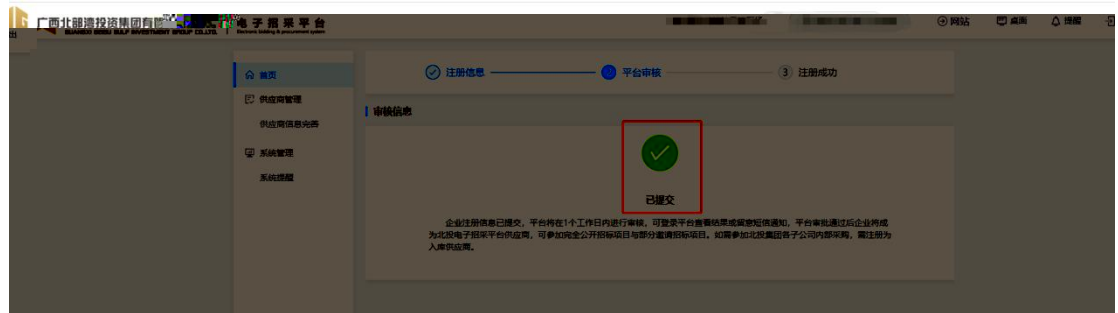 广西北部湾投资集团有 电子招采平台
Electronic bidding & procurement system
网站 桌面 提醒
出
首页
供应商管理
供应商信息完善
系统管理
系统提醒
注册信息 平台审核 3 注册成功
审核信息
已提交
企业注册信息已提交，平台将在1个工作日内进行审核，可登录平台查看结果或留意短信通知，平台审批通过后企业将成
为北投电子招采平台供应商，可参加完全公开招标项目与部分邀请招标项目。如需参加北投集团各子公司内部采购，需注册为
入库供应商。